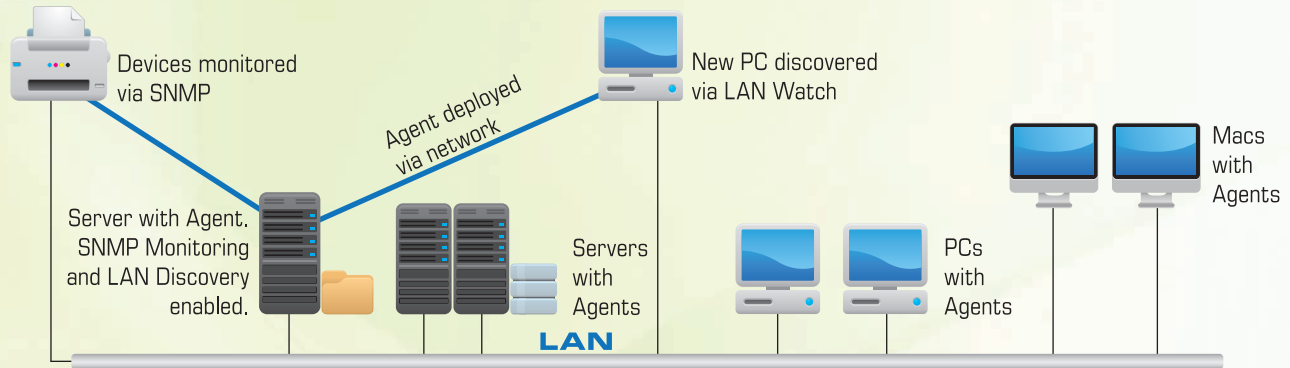 Devices monitored
via SNMP
Agent deployed
via network
New PC discovered
via LAN Watch
Macs
with
Agents
Server with Agent.
SNMP Monitoring
and LAN Discovery
enabled.
Servers
with
Agents
PCs
with
Agents
LAN